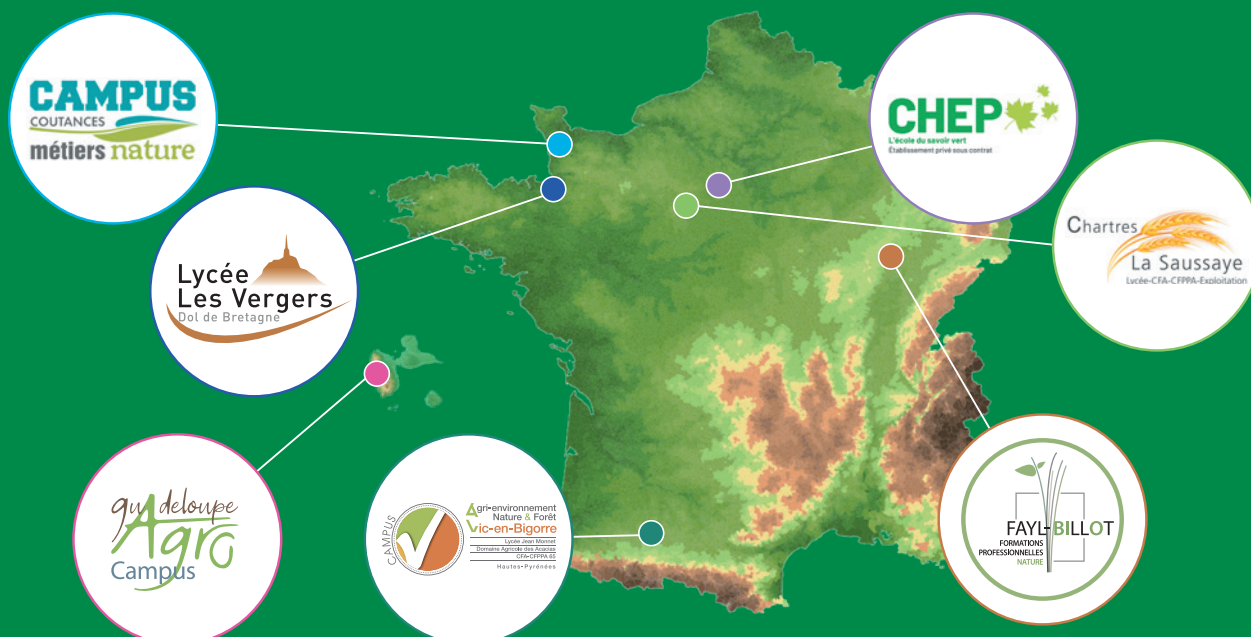 CAMPUS
COUTANCES
métiers nature
CHEP
L'école du savoir vert
Établissement privé sous contrat
Chartres
La Saussaye
Lycée-CFA-CFPPA-Exploitation
Lycée
Les Vergers
Dol de Bretagne
guadeloupe
Agro
Campus
CAMPUS
Agri-environnement
Nature & Forêt
Vic-en-Bigorre
Lycée Jean Monnet
Domaine Agricole des Acacias
CFA-CFPPA 65
Hautes-Pyrénées
FAYL-BILLOT
FORMATIONS
PROFESSIONNELLES
NATURE